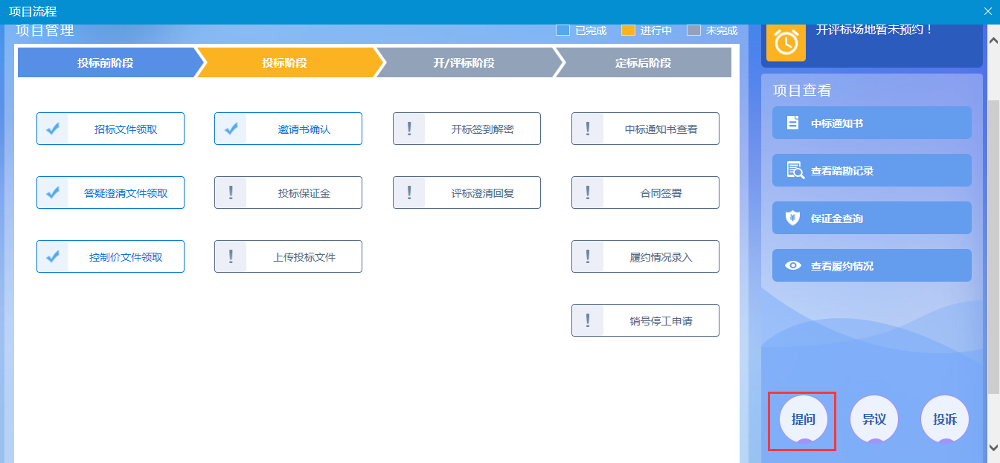 项目流程
项目管理
已完成
进行中
未完成
投标前阶段
投标阶段
开/评标阶段
定标后阶段
招标文件领取
邀请书确认
开标签到解密
中标通知书查看
答疑澄清文件领取
投标保证金
评标澄清回复
合同签署
控制价文件领取
上传投标文件
履约情况录入
销号停工申请
开评标场地暂未预约！
项目查看
中标通知书
查看踏勘记录
保证金查询
查看履约情况
提问
异议
投诉